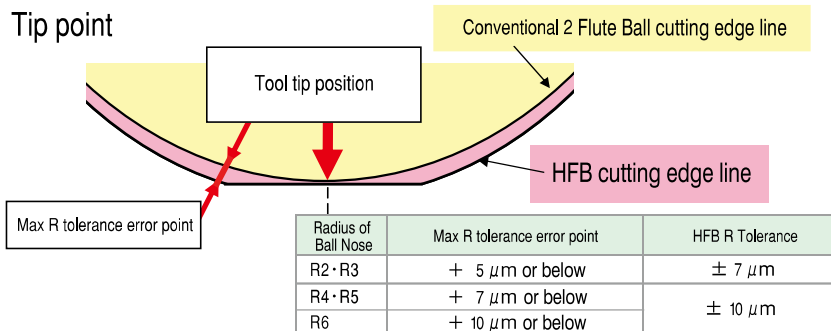 Tip point
Conventional 2 Flute Ball cutting edge line
Tool tip position
HFB cutting edge line
Max R tolerance error point
Radius of
Ball Nose
Max R tolerance error point
HFB R Tolerance
R2・R3
+ 5 μm or below
± 7 μm
R4・R5
+ 7 μm or below
± 10 μm
R6
+ 10 μm or below